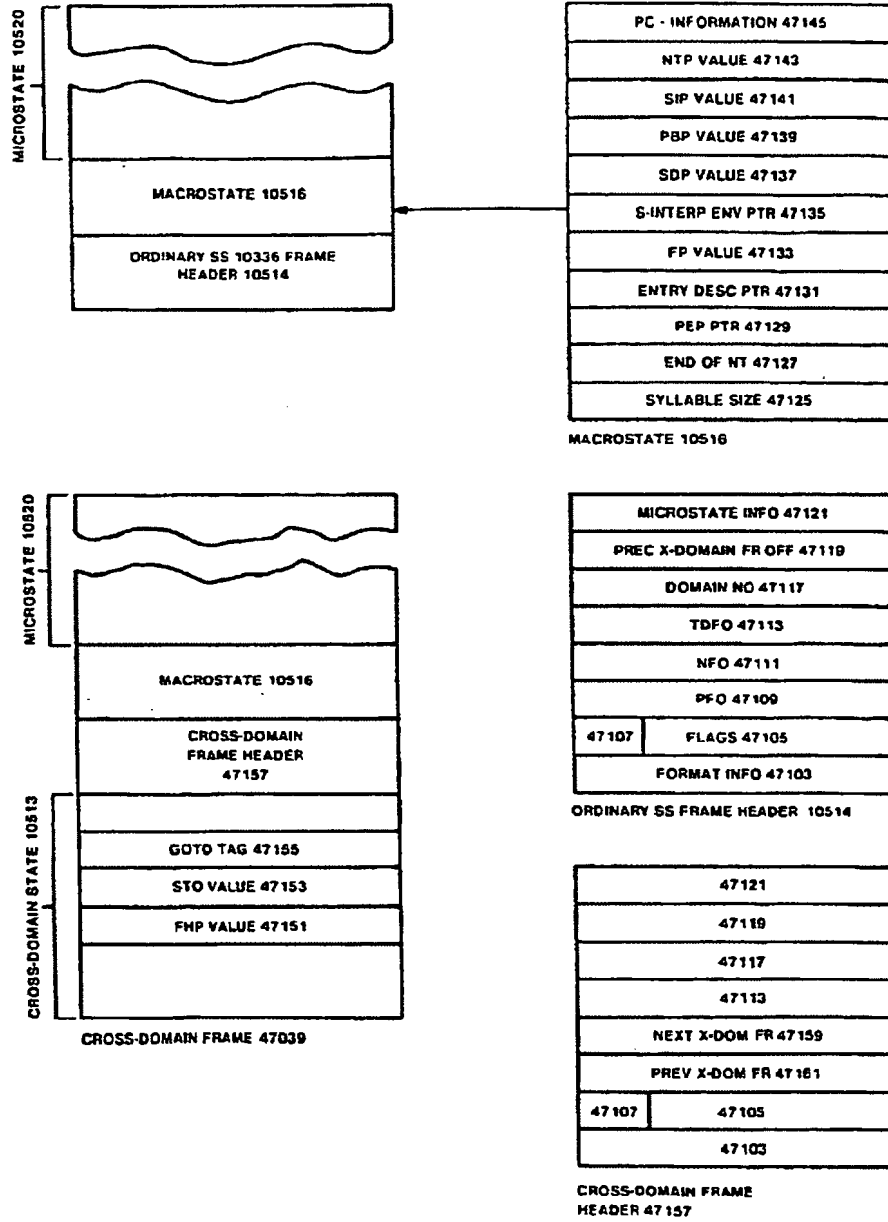 MICROSTATE 10520
MACROSTATE 10516
ORDINARY SS 10336 FRAME
HEADER 10514
PC - INFORMATION 47145
NTP VALUE 47143
SIP VALUE 47141
PBP VALUE 47139
SDP VALUE 47137
S-INTERP ENV PTR 47135
FP VALUE 47133
ENTRY DESC PTR 47131
PEP PTR 47129
END OF NT 47127
SYLLABLE SIZE 47125
MACROSTATE 10516
MICROSTATE 10520
MACROSTATE 10516
CROSS-DOMAIN
FRAME HEADER
47157
CROSS-DOMAIN STATE 10513
GOTO TAG 47155
STO VALUE 47153
FHP VALUE 47151
CROSS-DOMAIN FRAME 47039
MICROSTATE INFO 47121
PREC X-DOMAIN FR OFF 47119
DOMAIN NO 47117
TDFO 47113
NFO 47111
PFO 47109
47107 FLAGS 47105
FORMAT INFO 47103
ORDINARY SS FRAME HEADER 10514
47121
47119
47117
47113
NEXT X-DOM FR 47159
PREV X-DOM FR 47161
47107 47105
47103
CROSS-DOMAIN FRAME
HEADER 47157